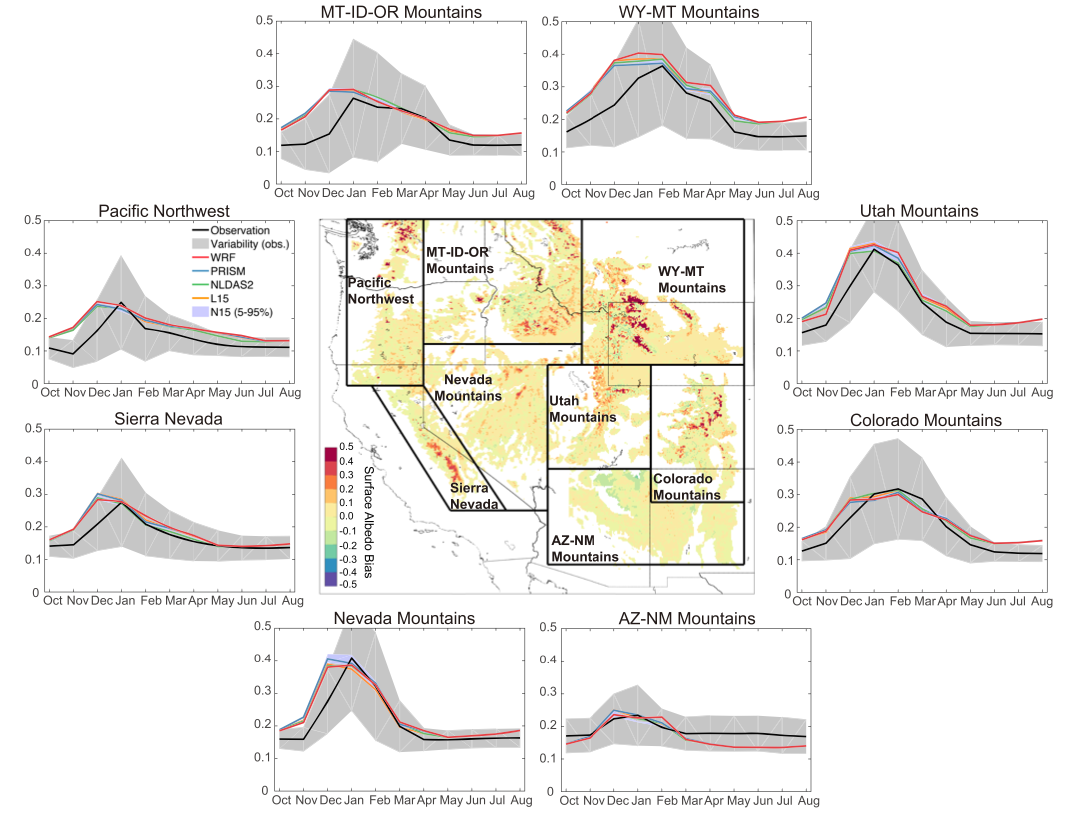 MT-ID-OR Mountains
0.5
0.4
0.3
0.2
0.1
0
Oct Nov Dec Jan Feb Mar Apr May Jun Jul Aug
WY-MT Mountains
0.5
0.4
0.3
0.2
0.1
0
Oct Nov Dec Jan Feb Mar Apr May Jun Jul Aug
Pacific Northwest
0.5
0.4
0.3
0.2
0.1
0
Observation
Variability (obs.)
WRF
PRISM
NLDAS2
L15
N15 (5-95%)
Oct Nov Dec Jan Feb Mar Apr May Jun Jul Aug
MT-ID-OR
Mountains
Pacific
Northwest
WY-MT
Mountains
Nevada
Mountains
Utah
Mountains
Sierra
Nevada
Colorado
Mountains
AZ-NM
Mountains
0.5
0.4
0.3
0.2
0.1
0.0
-0.1
-0.2
-0.3
-0.4
-0.5
Surface Albedo Bias
Utah Mountains
0.5
0.4
0.3
0.2
0.1
0
Oct Nov Dec Jan Feb Mar Apr May Jun Jul Aug
Sierra Nevada
0.5
0.4
0.3
0.2
0.1
0
Oct Nov Dec Jan Feb Mar Apr May Jun Jul Aug
Colorado Mountains
0.5
0.4
0.3
0.2
0.1
0
Oct Nov Dec Jan Feb Mar Apr May Jun Jul Aug
Nevada Mountains
0.5
0.4
0.3
0.2
0.1
0
Oct Nov Dec Jan Feb Mar Apr May Jun Jul Aug
AZ-NM Mountains
0.5
0.4
0.3
0.2
0.1
0
Oct Nov Dec Jan Feb Mar Apr May Jun Jul Aug